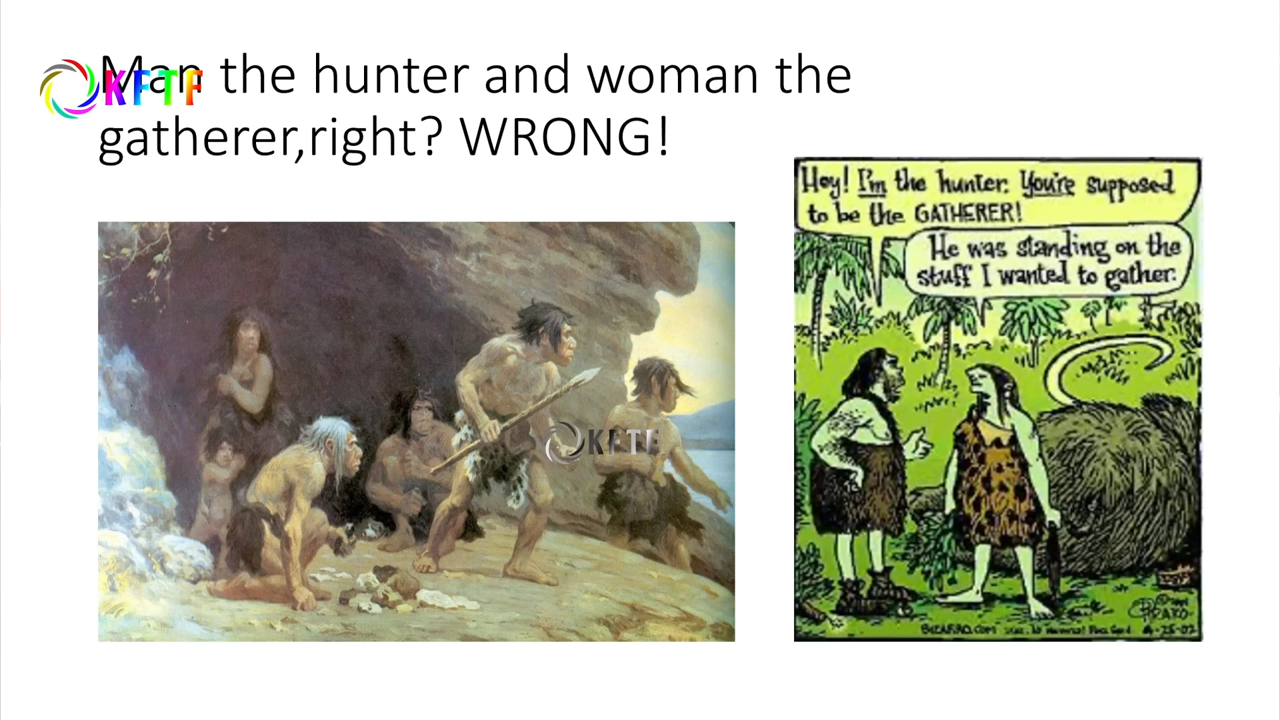 Man the hunter and woman the
gatherer,right? WRONG!
KFTF
Hey! I'm the hunter. You're supposed
to be the GATHERER!
He was standing on the
stuff I wanted to gather.
KFTF
BIZARRO.COM